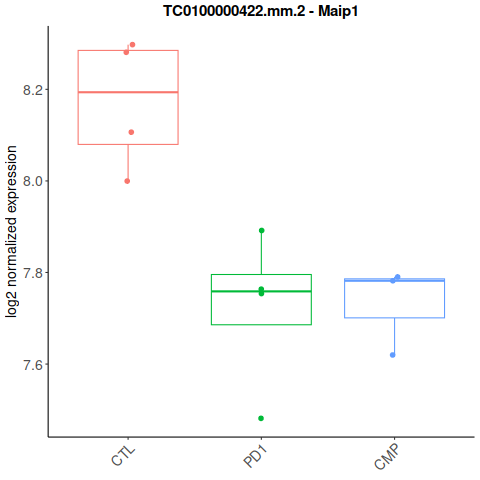 TC0100000422.mm.2 - Maip1
log2 normalized expression
8.2
8.0
7.8
7.6
CTL
PD1
CMP